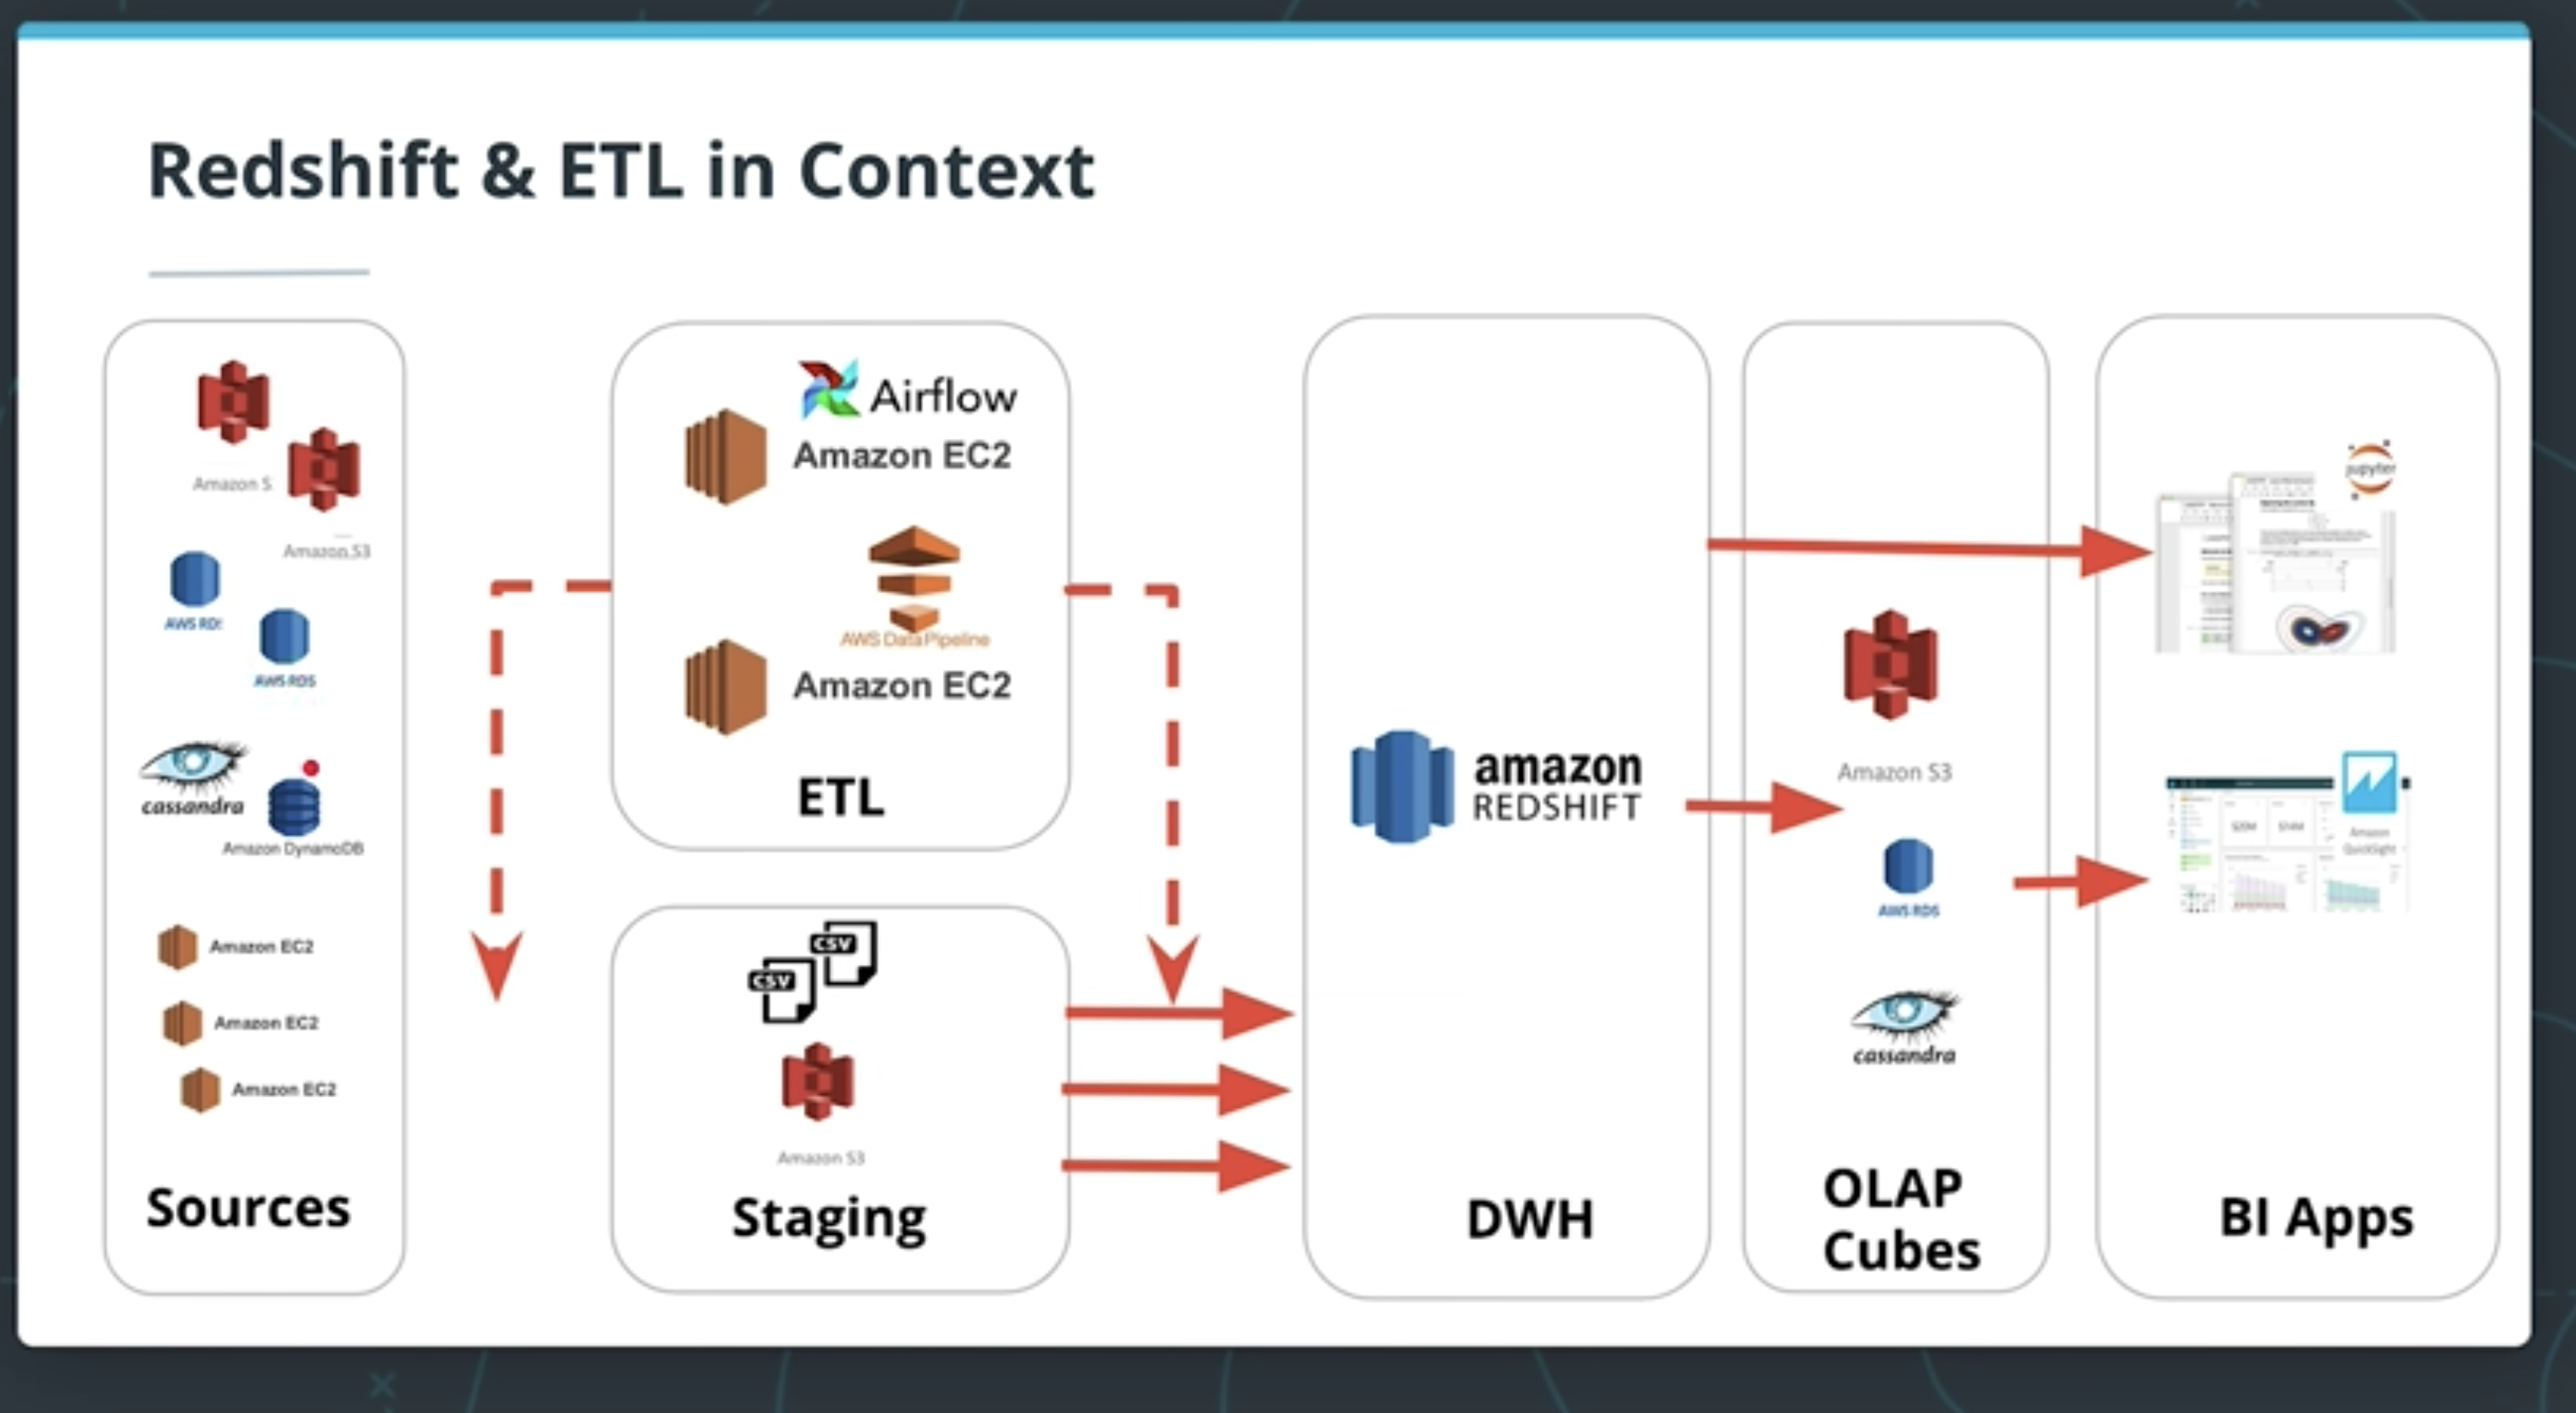 Redshift & ETL in Context
Amazon S
Amazon S3
AWS RD
AWS RDS
cassandra
Amazon DynamoDB
Amazon EC2
Amazon EC2
Amazon EC2
Sources
Airflow
Amazon EC2
AWS Data Pipeline
Amazon EC2
ETL
CSV
CSV
Amazon S3
Staging
amazon
REDSHIFT
DWH
Amazon S3
AWS RDS
cassandra
OLAP
Cubes
jupyter
Amazon
QuickSight
BI Apps